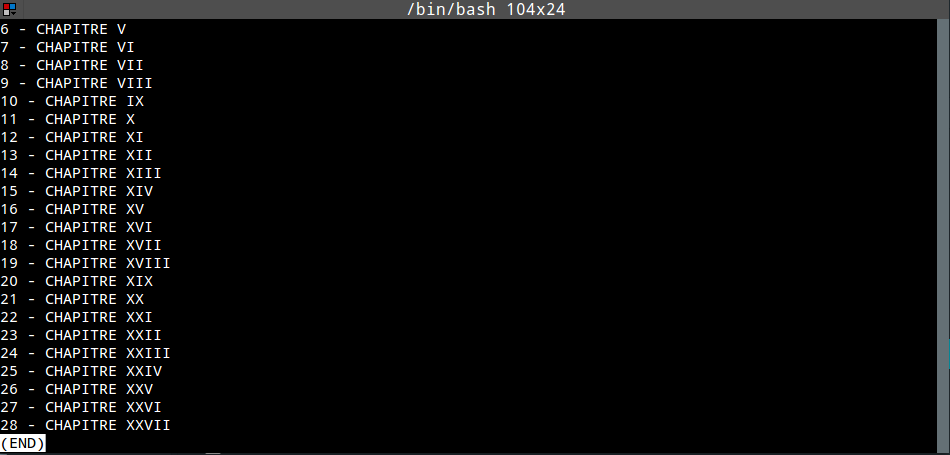 /bin/bash 104x24
6 - CHAPITRE V
7 - CHAPITRE VI
8 - CHAPITRE VII
9 - CHAPITRE VIII
10 - CHAPITRE IX
11 - CHAPITRE X
12 - CHAPITRE XI
13 - CHAPITRE XII
14 - CHAPITRE XIII
15 - CHAPITRE XIV
16 - CHAPITRE XV
17 - CHAPITRE XVI
18 - CHAPITRE XVII
19 - CHAPITRE XVIII
20 - CHAPITRE XIX
21 - CHAPITRE XX
22 - CHAPITRE XXI
23 - CHAPITRE XXII
24 - CHAPITRE XXIII
25 - CHAPITRE XXIV
26 - CHAPITRE XXV
27 - CHAPITRE XXVI
28 - CHAPITRE XXVII
(END)